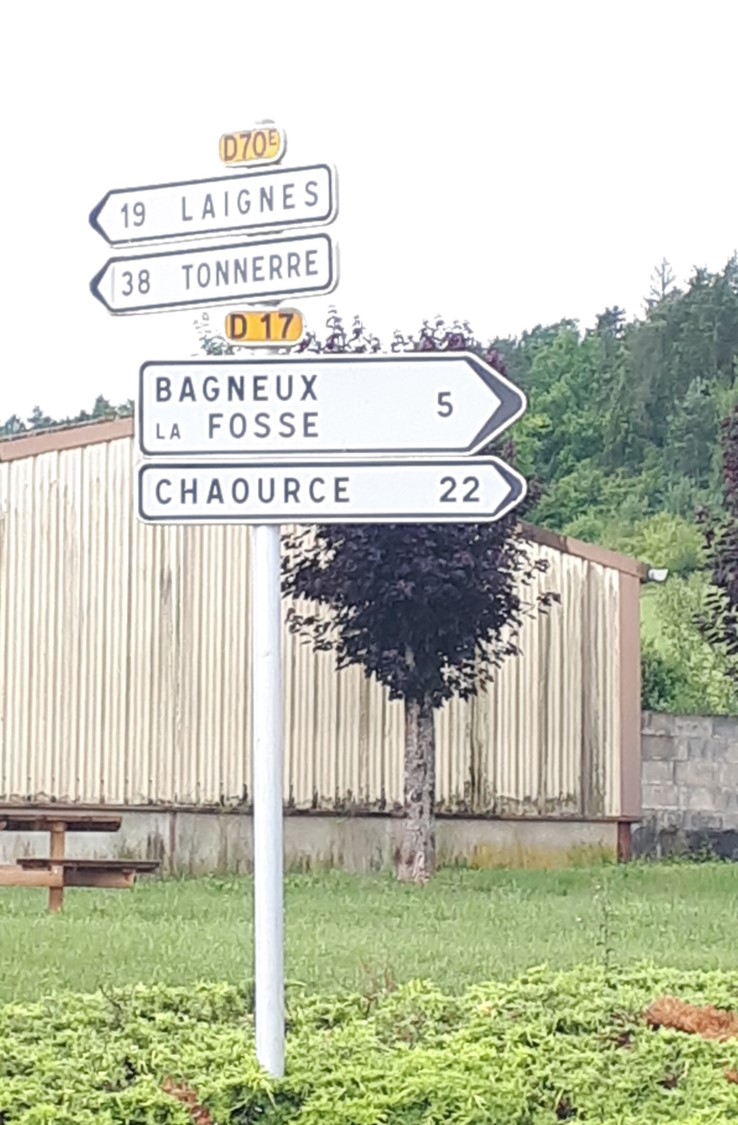 D70E
19 LAIGNES
38 TONNERRE
D 17
BAGNEUX
LA FOSSE 5
CHAOURCE 22